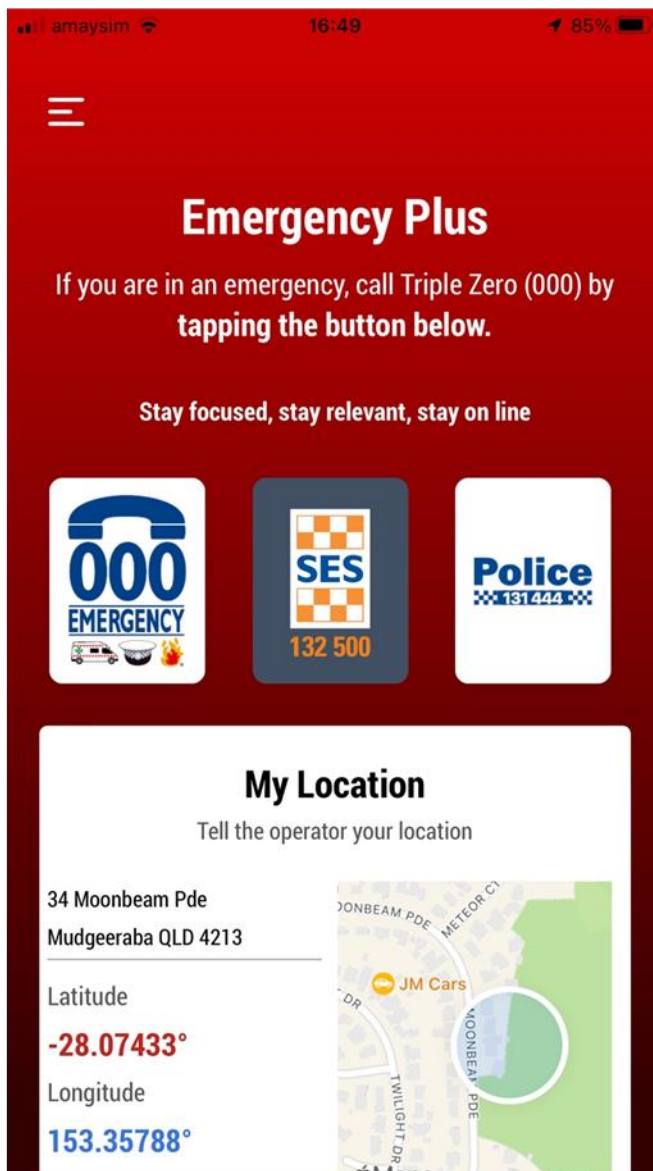 amaysim 16:49 85%
Emergency Plus
If you are in an emergency, call Triple Zero (000) by
tapping the button below.
Stay focused, stay relevant, stay on line
000
EMERGENCY
SES
132 500
Police
131 444
My Location
Tell the operator your location
34 Moonbeam Pde
Mudgeeraba QLD 4213
Latitude
-28.07433°
Longitude
153.35788°
OONBEAM PDE
METEOR CT
JM Cars
DR
MOONBEAM PDE
TWILIGHT DR